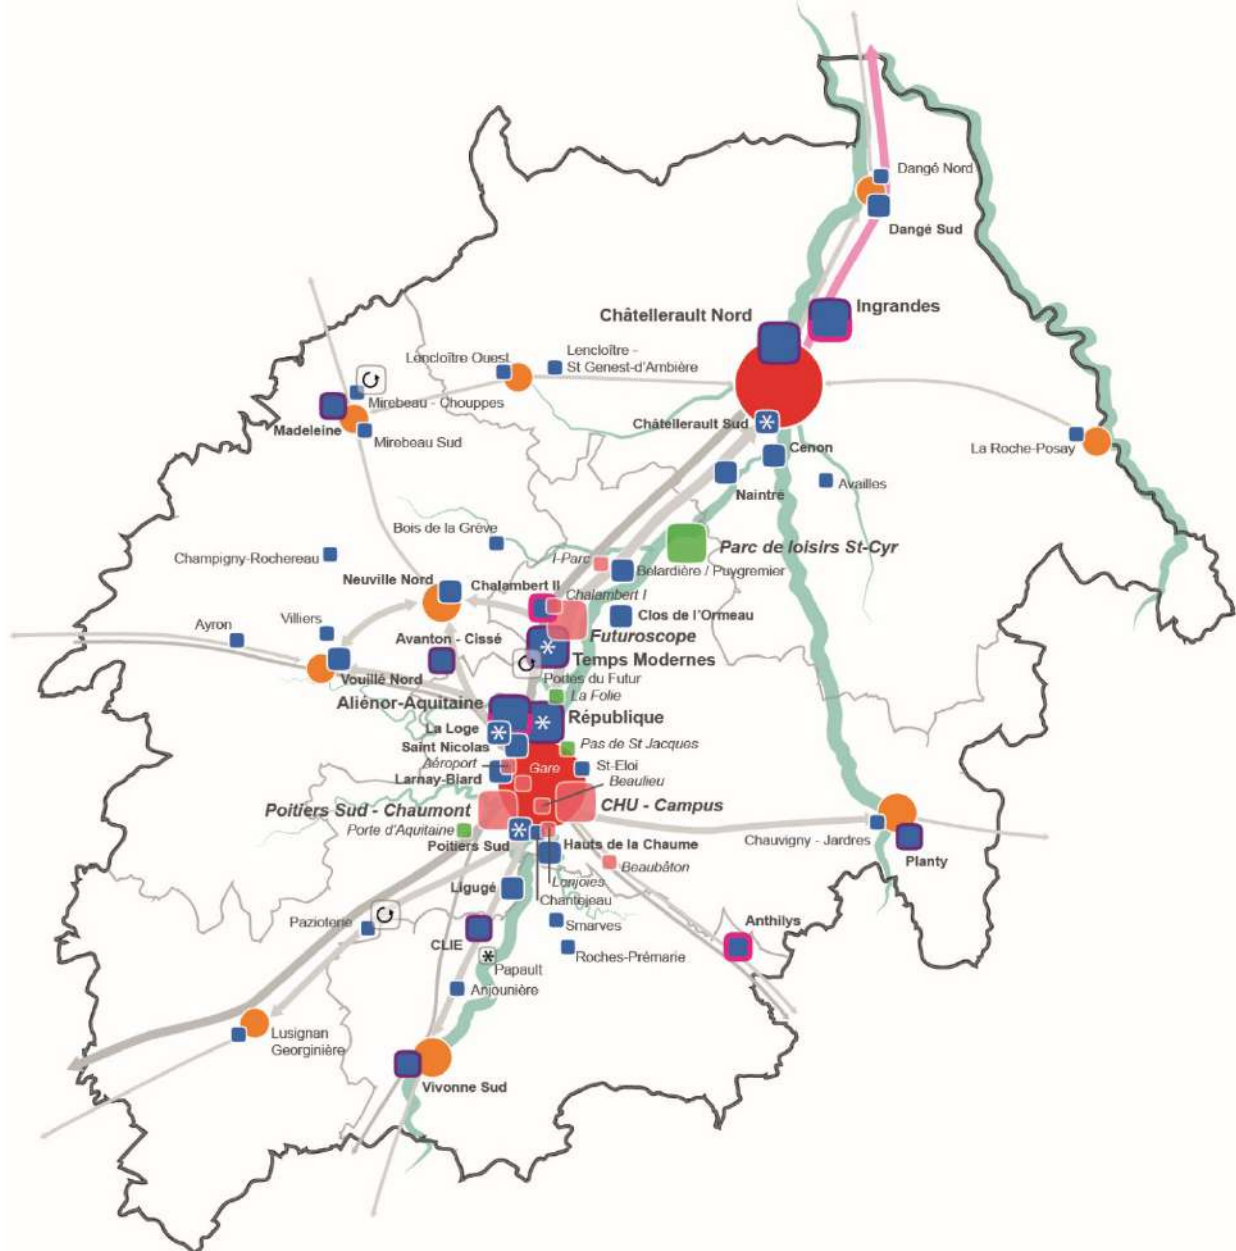 Dangé Nord
Dangé Sud
Ingrandes
Châtellerault Nord
Lencloître Ouest
Lencloître -
St Genest-d'Ambière
Mirebeau - Chouppes
Madeleine
Mirebeau Sud
Châtellerault Sud
Cenon
La Roche-Posay
Naintré
Availles
Bois de la Grève
Parc de loisirs St-Cyr
Champigny-Rochereau
I-Parc
Belardière / Puygremier
Neuville Nord
Chalambert II
Chalambert I
Clos de l'Ormeau
Villiers
Ayron
Futuroscope
Avanton - Cissé
Temps Modernes
Vouillé Nord
Portes du Futur
La Folie
Aliénor-Aquitaine
République
La Loge
Saint Nicolas
Pas de St Jacques
Aéroport
Gare
St-Eloi
Larnay-Biard
Beaulieu
Poitiers Sud - Chaumont
CHU - Campus
Porte d'Aquitaine
Poitiers Sud
Hauts de la Chaume
Chauvigny - Jardres
Planty
Beaubâton
Ligugé
Lonjoies
Chantejeau
Pazioterie
CLIE
Smarves
Anthilys
Roches-Prémarie
Papault
Anjounière
Lusignan
Georginière
Vivonne Sud